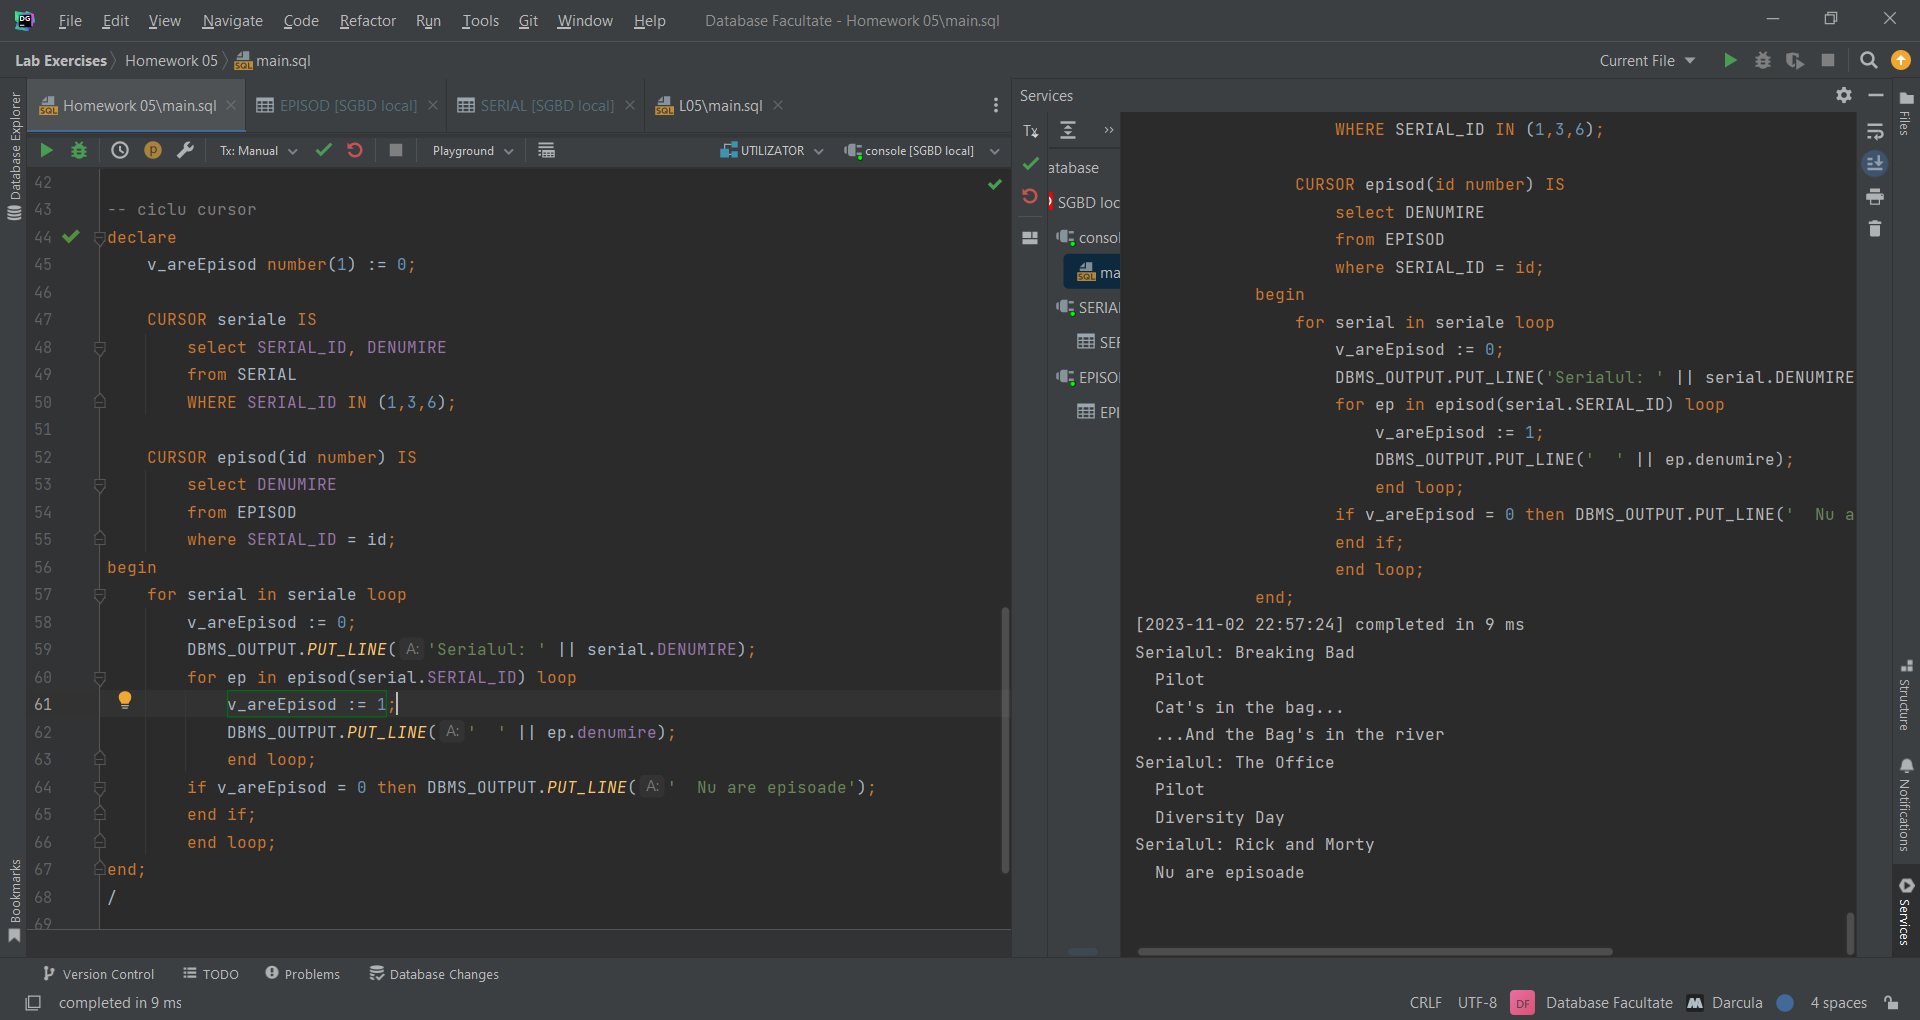 File Edit View Navigate Code Refactor Run Tools Git Window Help Database Facultate - Homework 05\main.sql
Lab Exercises Homework 05 main.sql Current File
Homework 05\main.sql EPISOD [SGBD local] SERIAL [SGBD local] L05\main.sql
Tx: Manual Playground UTILIZATOR console [SGBD local]
Database Explorer
Bookmarks
42
43 -- ciclu cursor
44 declare
45 v_areEpisod number(1) := 0;
46
47 CURSOR seriale IS
48 select SERIAL_ID, DENUMIRE
49 from SERIAL
50 WHERE SERIAL_ID IN (1,3,6);
51
52 CURSOR episod(id number) IS
53 select DENUMIRE
54 from EPISOD
55 where SERIAL_ID = id;
56 begin
57 for serial in seriale loop
58 v_areEpisod := 0;
59 DBMS_OUTPUT.PUT_LINE( A: 'Serialul: ' || serial.DENUMIRE);
60 for ep in episod(serial.SERIAL_ID) loop
61 v_areEpisod := 1;
62 DBMS_OUTPUT.PUT_LINE( A: '  ' || ep.denumire);
63 end loop;
64 if v_areEpisod = 0 then DBMS_OUTPUT.PUT_LINE( A: '  Nu are episoade');
65 end if;
66 end loop;
67 end;
68 /
69
Services
Tx
atabase
SGBD loc
consol
ma
SERIAL
SER
EPISO
EPI
WHERE SERIAL_ID IN (1,3,6);
CURSOR episod(id number) IS
select DENUMIRE
from EPISOD
where SERIAL_ID = id;
begin
for serial in seriale loop
v_areEpisod := 0;
DBMS_OUTPUT.PUT_LINE('Serialul: ' || serial.DENUMIRE
for ep in episod(serial.SERIAL_ID) loop
v_areEpisod := 1;
DBMS_OUTPUT.PUT_LINE('  ' || ep.denumire);
end loop;
if v_areEpisod = 0 then DBMS_OUTPUT.PUT_LINE('  Nu a
end if;
end loop;
end;
[2023-11-02 22:57:24] completed in 9 ms
Serialul: Breaking Bad
Pilot
Cat's in the bag...
...And the Bag's in the river
Serialul: The Office
Pilot
Diversity Day
Serialul: Rick and Morty
Nu are episoade
Files
Structure
Notifications
Services
Version Control TODO Problems Database Changes
completed in 9 ms CRLF UTF-8 DF Database Facultate Darcula 4 spaces